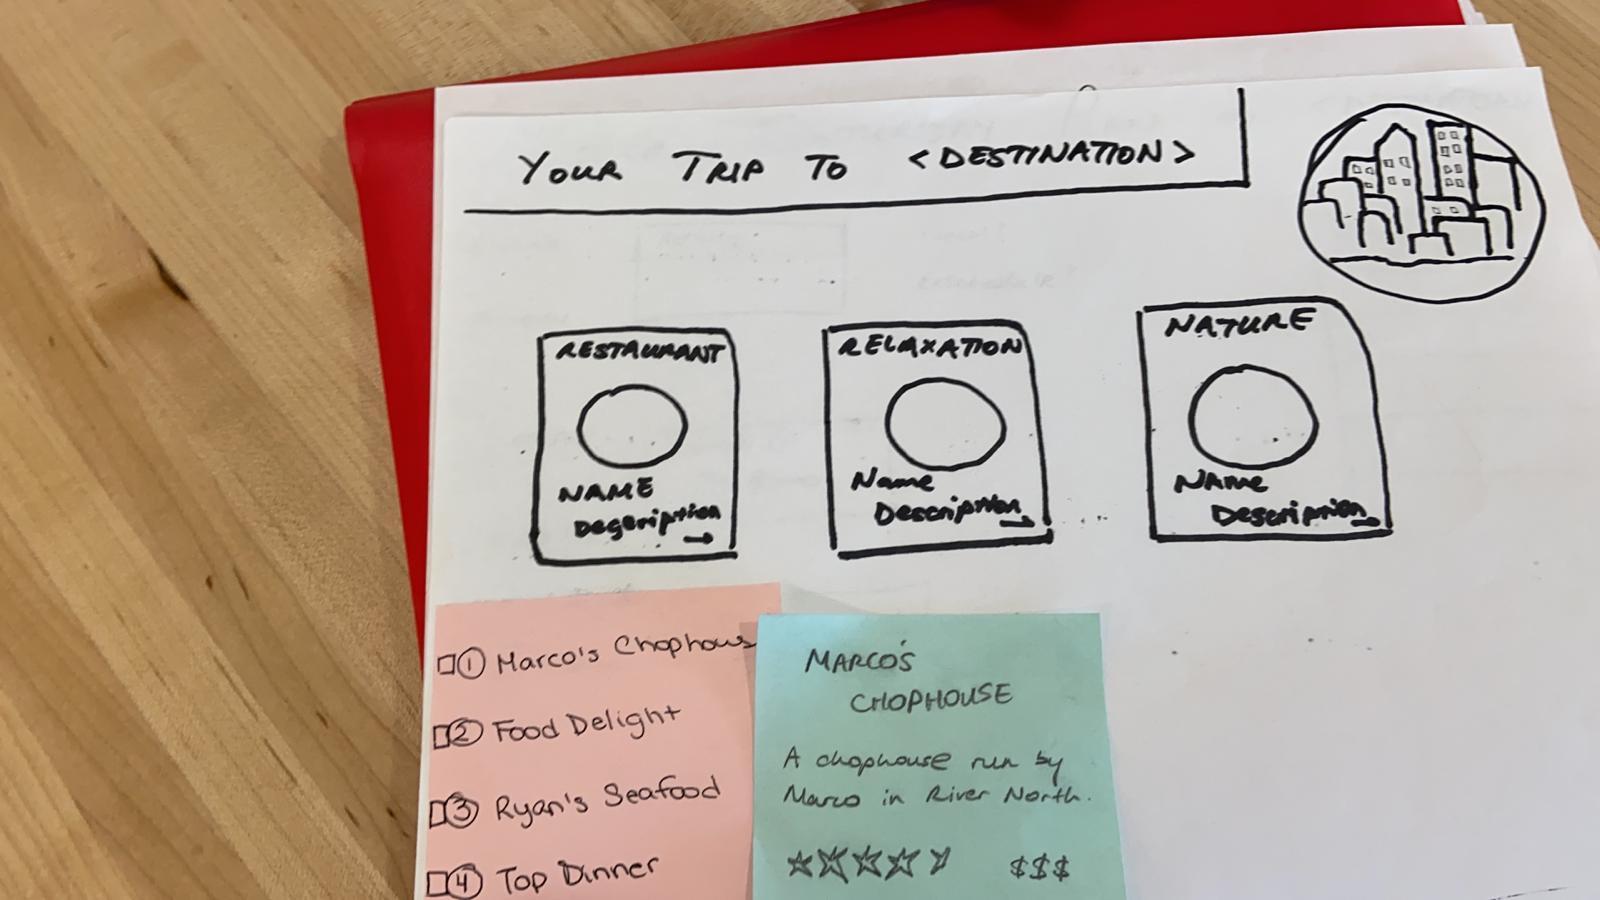 YOUR TRIP TO <DESTINATION>
RESTAURANT
NAME
Description
RELAXATION
Name
Description
NATURE
NAME
Description
1 Marco's Chophous
2 Food Delight
3 Ryan's Seafood
4 Top Dinner
MARCO'S
CHOPHOUSE
A chophouse run by
Marco in River North.
$$$